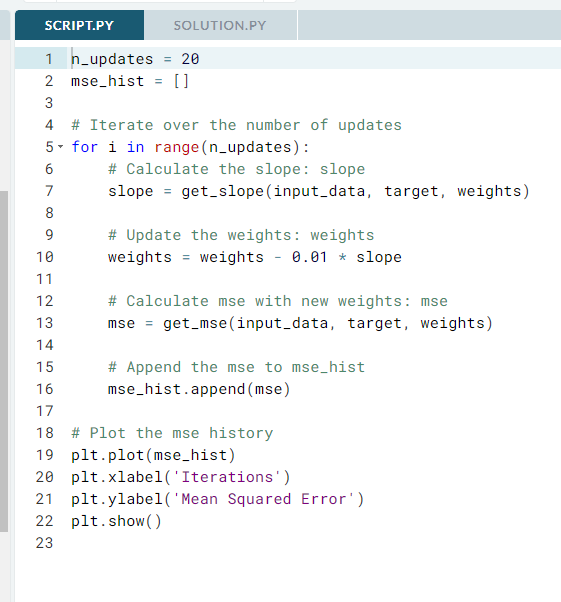 SCRIPT.PY
SOLUTION.PY
1 n_updates = 20
2 mse_hist = []
3
4 # Iterate over the number of updates
5 for i in range(n_updates):
6     # Calculate the slope: slope
7     slope = get_slope(input_data, target, weights)
8
9     # Update the weights: weights
10     weights = weights - 0.01 * slope
11
12     # Calculate mse with new weights: mse
13     mse = get_mse(input_data, target, weights)
14
15     # Append the mse to mse_hist
16     mse_hist.append(mse)
17
18 # Plot the mse history
19 plt.plot(mse_hist)
20 plt.xlabel('Iterations')
21 plt.ylabel('Mean Squared Error')
22 plt.show()
23